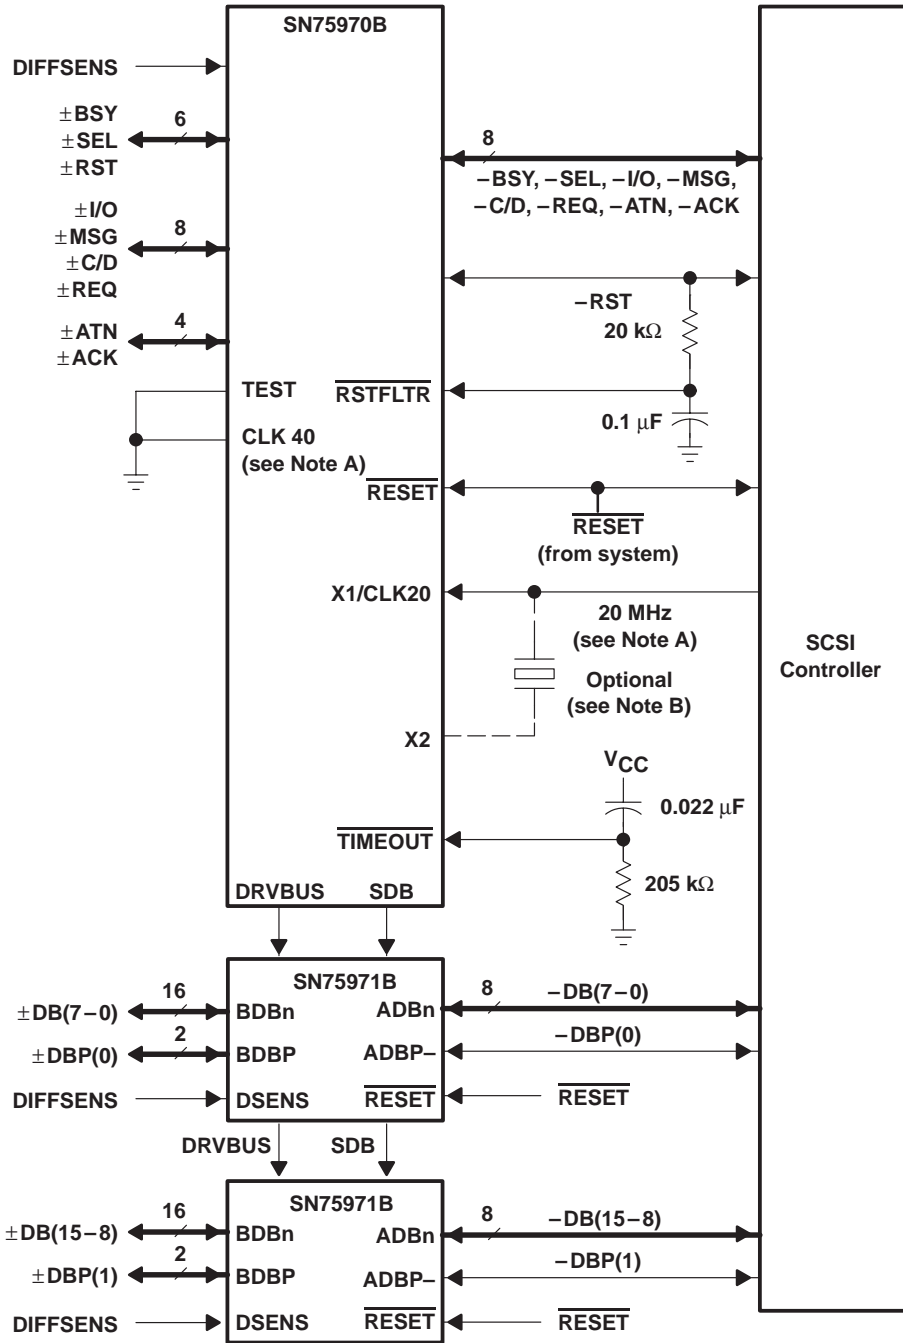 SN75970B
DIFFSENS
±BSY
±SEL
±RST
6
±I/O
±MSG
±C/D
±REQ
8
±ATN
±ACK
4
TEST
CLK 40
(see Note A)
8
–BSY, –SEL, –I/O, –MSG,
–C/D, –REQ, –ATN, –ACK
–RST
20 kΩ
RSTFLTR
0.1 μF
RESET
RESET
(from system)
X1/CLK20
20 MHz
(see Note A)
Optional
(see Note B)
X2
VCC
0.022 μF
TIMEOUT
205 kΩ
SCSI
Controller
DRVBUS SDB
SN75971B
±DB(7–0) 16 BDBn ADBn 8 –DB(7–0)
±DBP(0) 2 BDBP ADBP– –DBP(0)
DIFFSENS DSENS RESET RESET
DRVBUS SDB
SN75971B
±DB(15–8) 16 BDBn ADBn 8 –DB(15–8)
±DBP(1) 2 BDBP ADBP– –DBP(1)
DIFFSENS DSENS RESET RESET